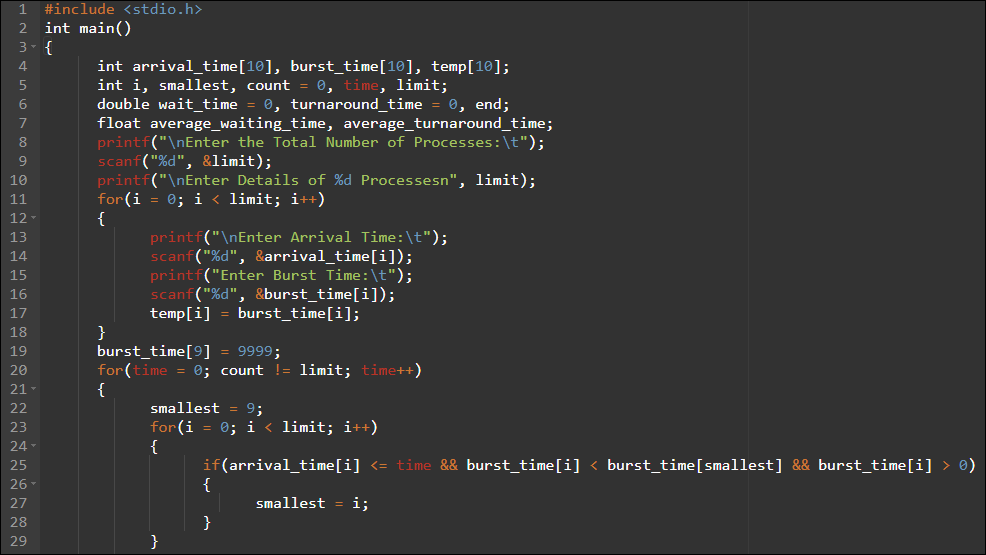 1 #include <stdio.h>
2 int main()
3 {
4 int arrival_time[10], burst_time[10], temp[10];
5 int i, smallest, count = 0, time, limit;
6 double wait_time = 0, turnaround_time = 0, end;
7 float average_waiting_time, average_turnaround_time;
8 printf("\nEnter the Total Number of Processes:\t");
9 scanf("%d", &limit);
10 printf("\nEnter Details of %d Processesn", limit);
11 for(i = 0; i < limit; i++)
12 {
13 printf("\nEnter Arrival Time:\t");
14 scanf("%d", &arrival_time[i]);
15 printf("Enter Burst Time:\t");
16 scanf("%d", &burst_time[i]);
17 temp[i] = burst_time[i];
18 }
19 burst_time[9] = 9999;
20 for(time = 0; count != limit; time++)
21 {
22 smallest = 9;
23 for(i = 0; i < limit; i++)
24 {
25 if(arrival_time[i] <= time && burst_time[i] < burst_time[smallest] && burst_time[i] > 0)
26 {
27 smallest = i;
28 }
29 }